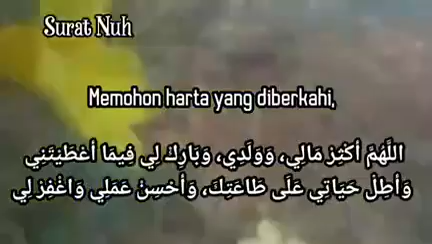 Surat Nuh
Memohon harta yang diberkahi,
اللَّهُمَّ أَكْثِرْ مَالِي، وَوَلَدِي، وَبَارِكْ لِي فِيمَا أَعْطَيْتَنِي
وَأَطِلْ حَيَاتِي عَلَى طَاعَتِكَ، وَأَحْسِنْ عَمَلِي وَاغْفِرْ لِي